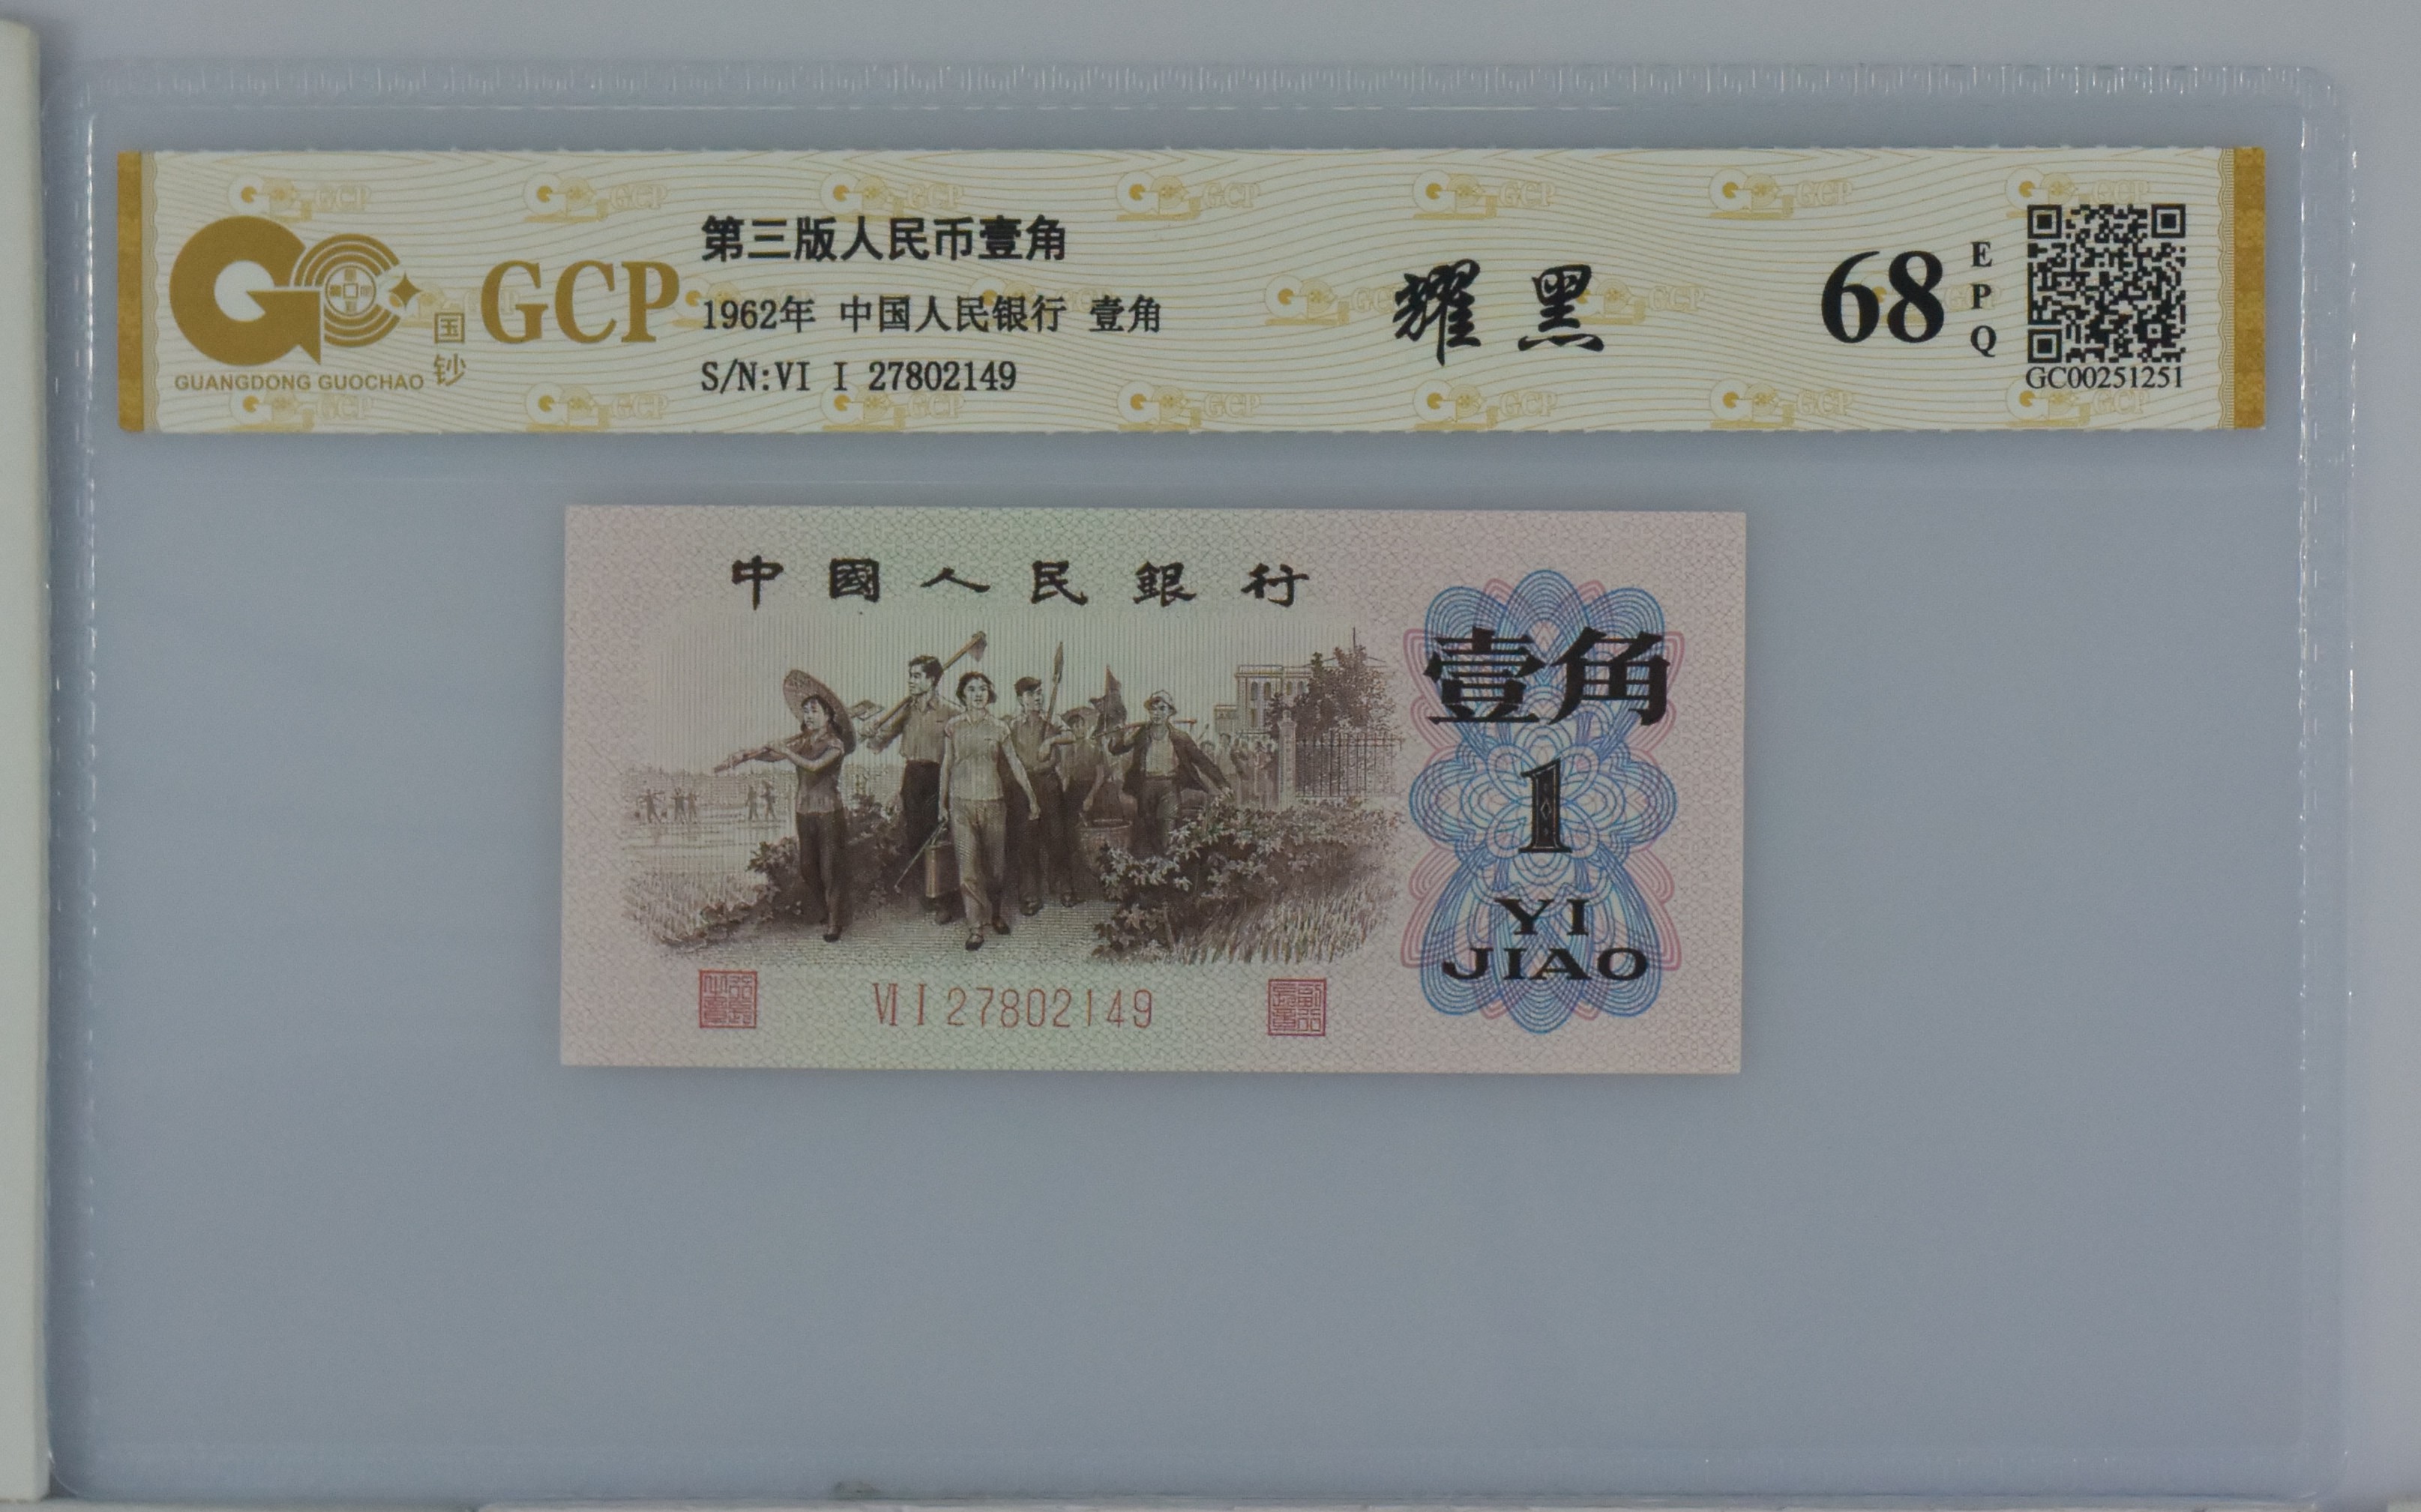 GCP
国
钞
GUANGDONG GUOCHAO
第三版人民币壹角
1962年 中国人民银行 壹角
S/N:VI I 27802149
耀黑
68
E
P
Q
GC00251251
中國人民銀行
壹角
1
YI
JIAO
VI I 27802149